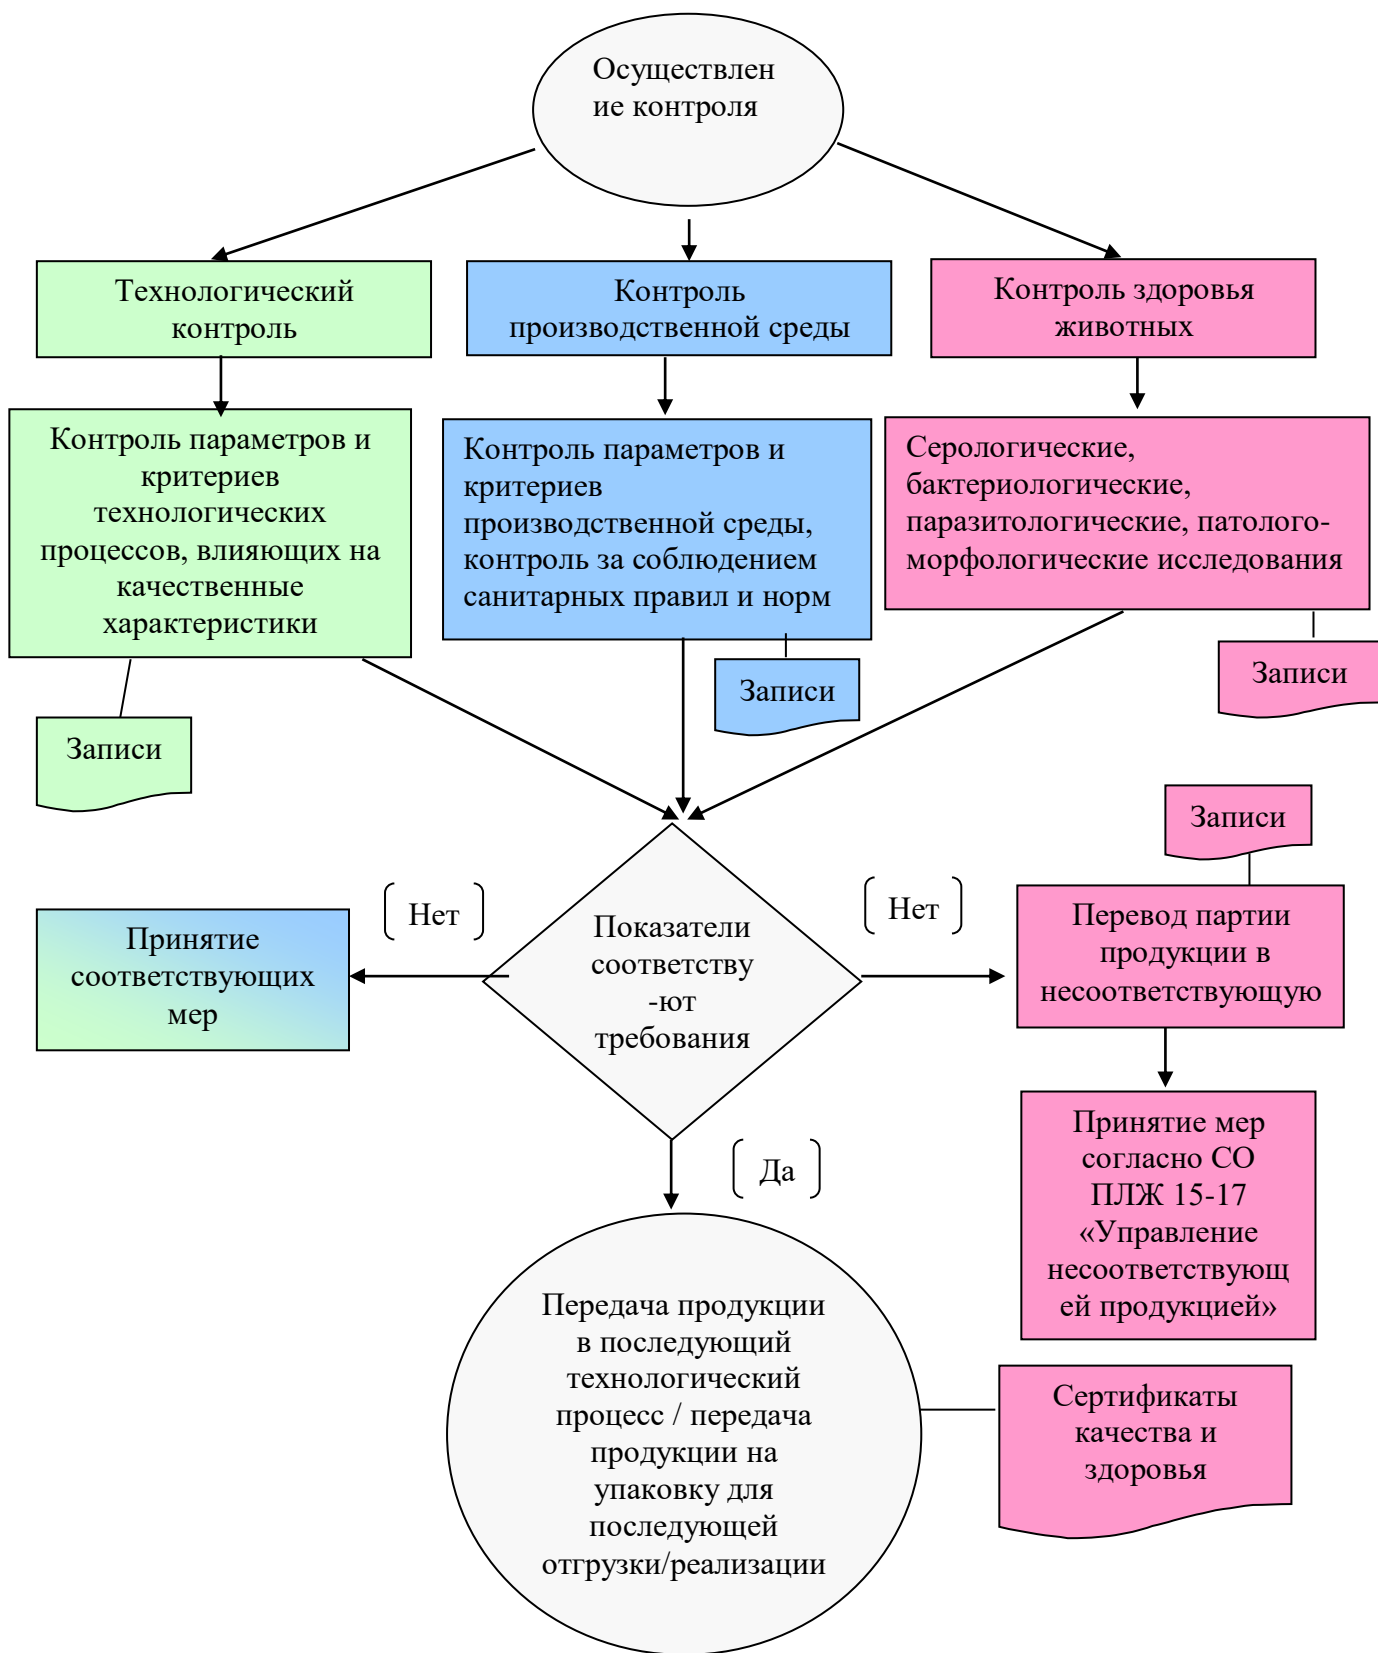 Осуществлен
ие контроля
Технологический
контроль
Контроль
производственной среды
Контроль здоровья
животных
Контроль параметров и
критериев
технологических
процессов, влияющих на
качественные
характеристики
Контроль параметров и
критериев
производственной среды,
контроль за соблюдением
санитарных правил и норм
Серологические,
бактериологические,
паразитологические, патолого-
морфологические исследования
Записи
Записи
Записи
Записи
Нет
Нет
Принятие
соответствующих
мер
Показатели
соответству
-ют
требования
Перевод партии
продукции в
несоответствующую
Принятие мер
согласно СО
ПЛЖ 15-17
«Управление
несоответствующ
ей продукцией»
Да
Передача продукции
в последующий
технологический
процесс / передача
продукции на
упаковку для
последующей
отгрузки/реализации
Сертификаты
качества и
здоровья